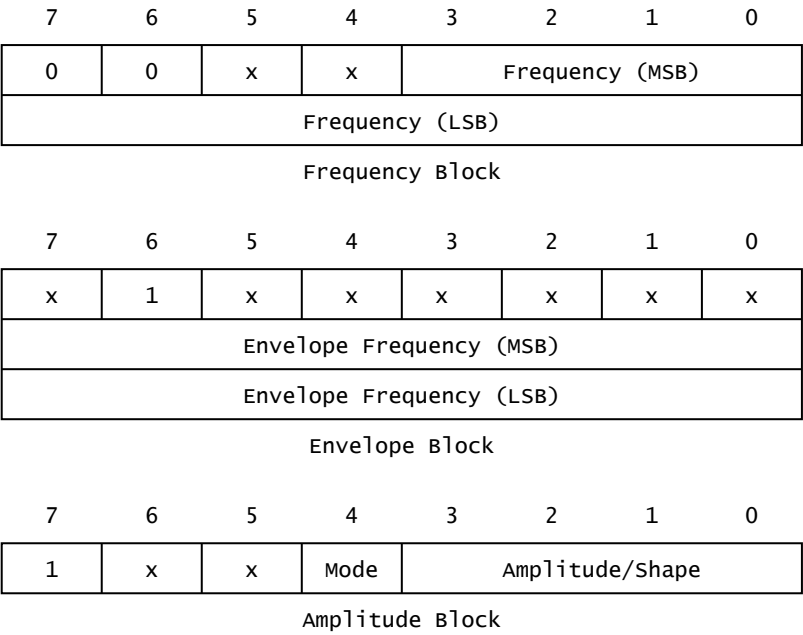 7 6 5 4 3 2 1 0
0 0 x x Frequency (MSB)
Frequency (LSB)
Frequency Block
7 6 5 4 3 2 1 0
x 1 x x x x x x
Envelope Frequency (MSB)
Envelope Frequency (LSB)
Envelope Block
7 6 5 4 3 2 1 0
1 x x Mode Amplitude/Shape
Amplitude Block